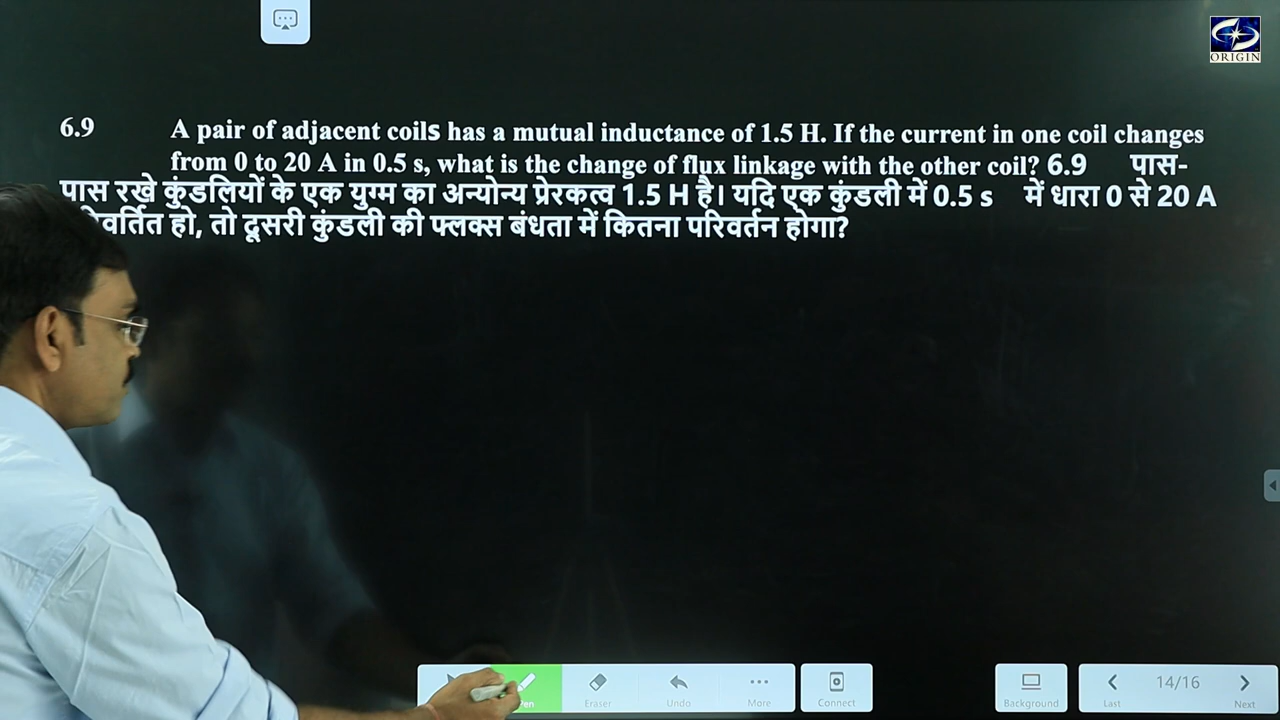 ORIGIN
6.9 A pair of adjacent coils has a mutual inductance of 1.5 H. If the current in one coil changes
from 0 to 20 A in 0.5 s, what is the change of flux linkage with the other coil? 6.9 पास-
पास रखे कुंडलियों के एक युग्म का अन्योन्य प्रेरकत्व 1.5 H है। यदि एक कुंडली में 0.5 s में धारा 0 से 20 A
हो, तो दूसरी कुंडली की फ्लक्स बंधता में कितना परिवर्तन होगा?
Eraser Undo More Connect Background Last 14/16 Next